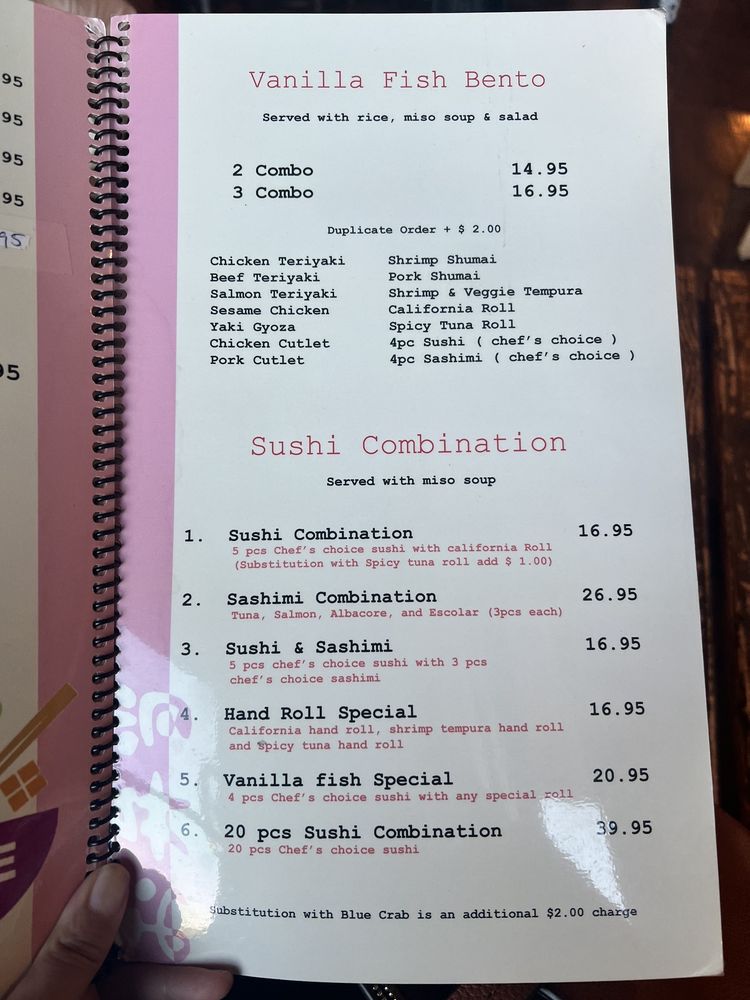 95
95
95
95
95
95
Vanilla Fish Bento
Served with rice, miso soup & salad
2 Combo 14.95
3 Combo 16.95
Duplicate Order + $ 2.00
Chicken Teriyaki Shrimp Shumai
Beef Teriyaki Pork Shumai
Salmon Teriyaki Shrimp & Veggie Tempura
Sesame Chicken California Roll
Yaki Gyoza Spicy Tuna Roll
Chicken Cutlet 4pc Sushi ( chef's choice )
Pork Cutlet 4pc Sashimi ( chef's choice )
Sushi Combination
Served with miso soup
1. Sushi Combination 16.95
5 pcs Chef's choice sushi with california Roll
(Substitution with Spicy tuna roll add $ 1.00)
2. Sashimi Combination 26.95
Tuna, Salmon, Albacore, and Escolar (3pcs each)
3. Sushi & Sashimi 16.95
5 pcs chef's choice sushi with 3 pcs
chef's choice sashimi
4. Hand Roll Special 16.95
California hand roll, shrimp tempura hand roll
and spicy tuna hand roll
5. Vanilla fish Special 20.95
4 pcs Chef's choice sushi with any special roll
6. 20 pcs Sushi Combination 39.95
20 pcs Chef's choice sushi
Substitution with Blue Crab is an additional $2.00 charge